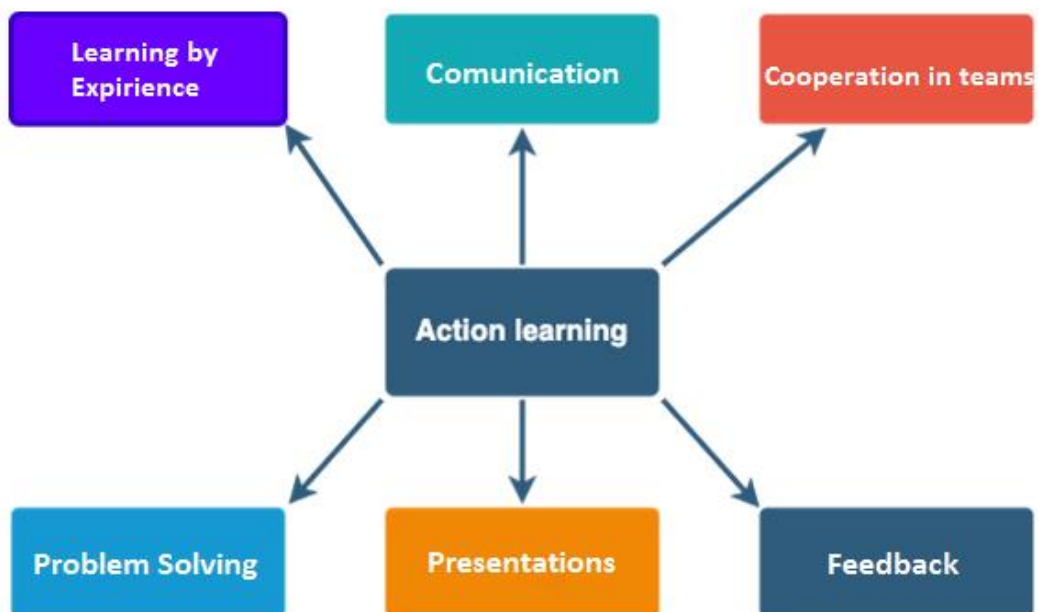 Learning by
Expirience
Comunication
Cooperation in teams
Action learning
Problem Solving
Presentations
Feedback